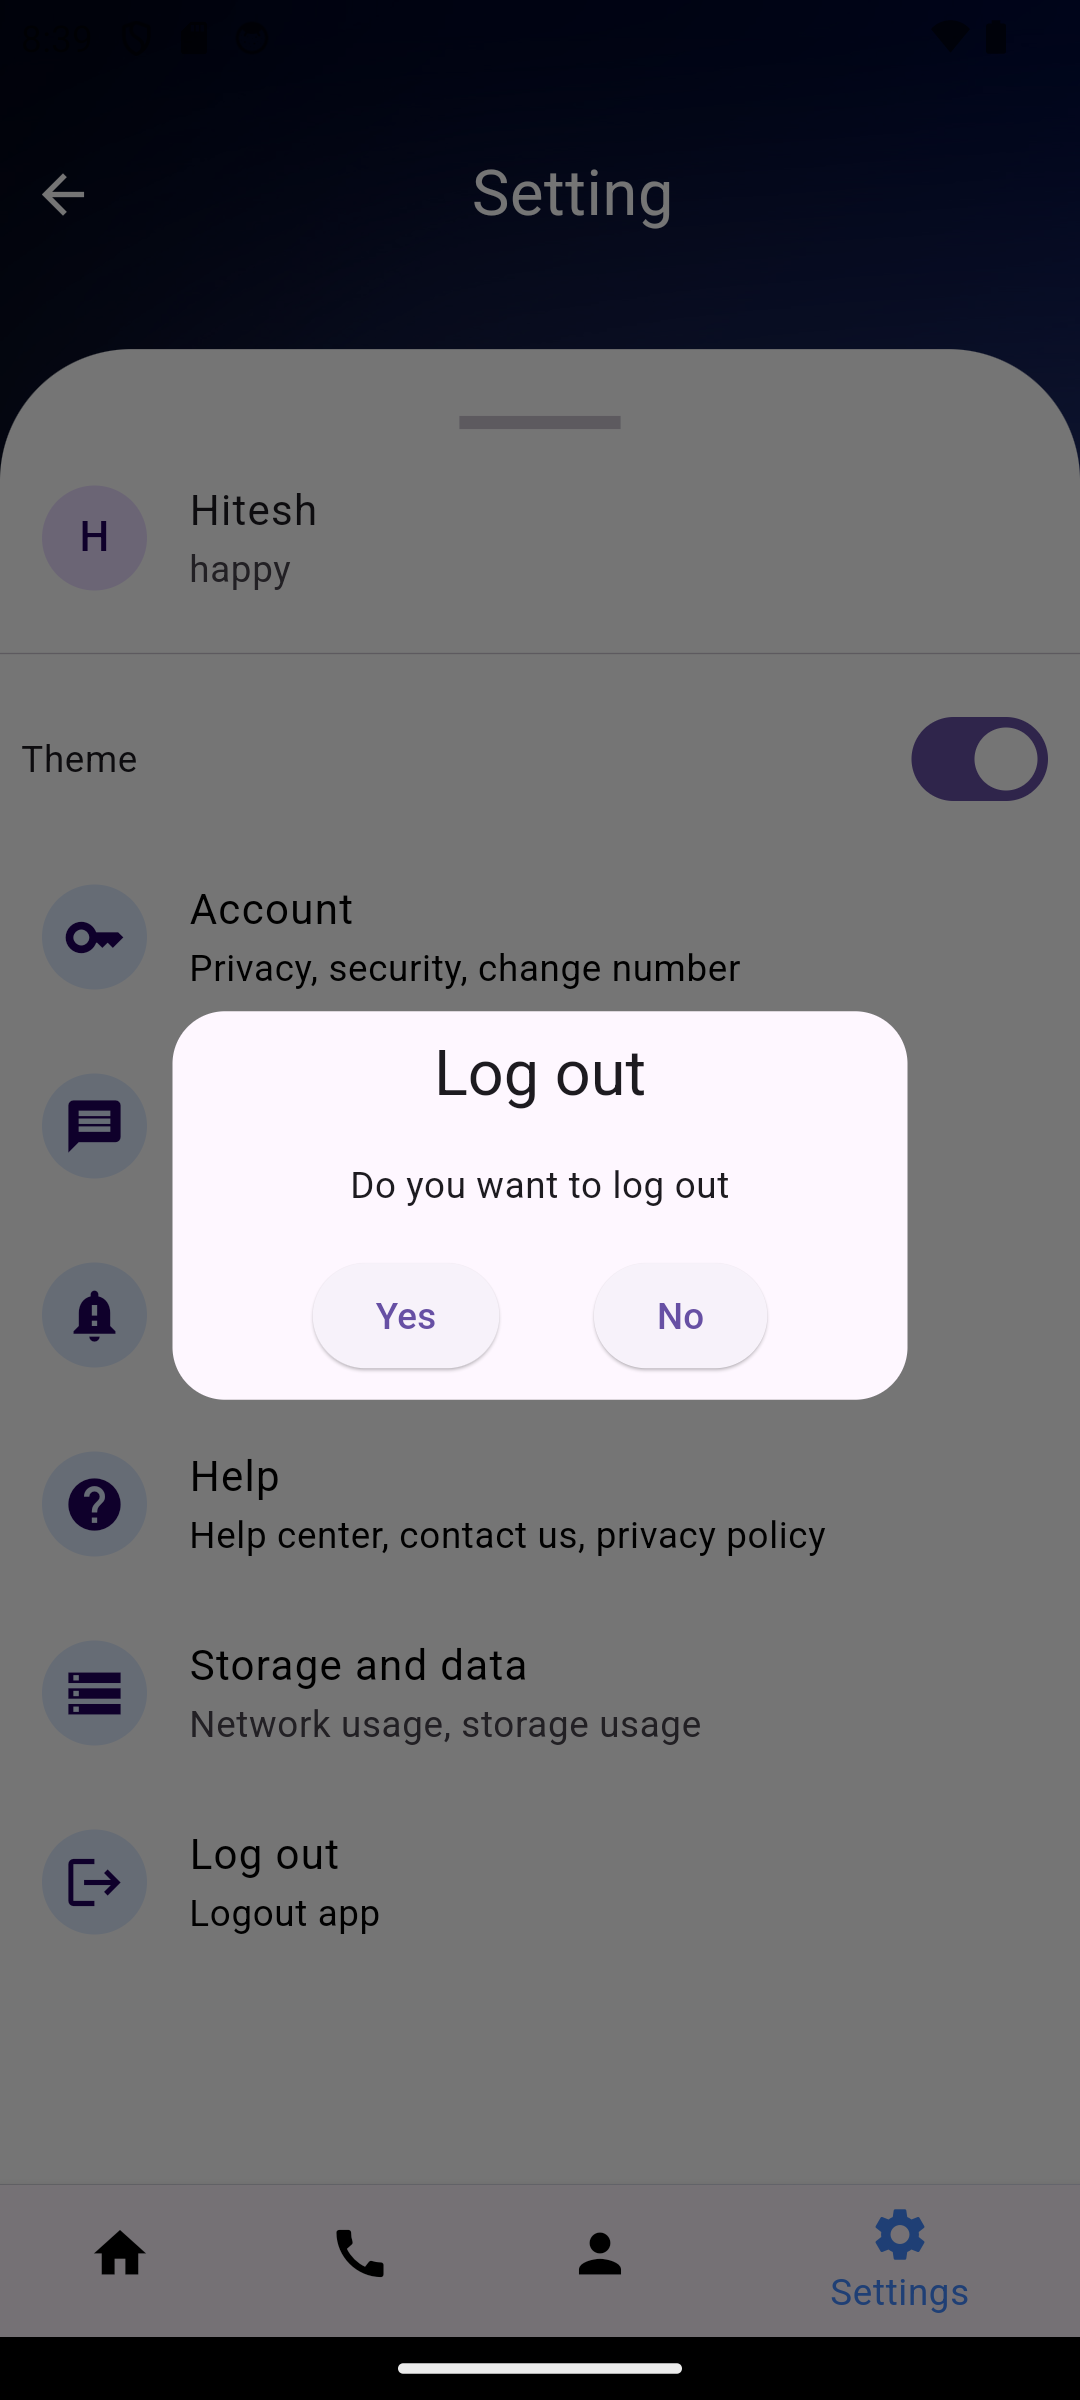 Setting
H
Hitesh
happy
Theme
Account
Privacy, security, change number
Log out
Do you want to log out
Yes
No
Help
Help center, contact us, privacy policy
Storage and data
Network usage, storage usage
Log out
Logout app
Settings